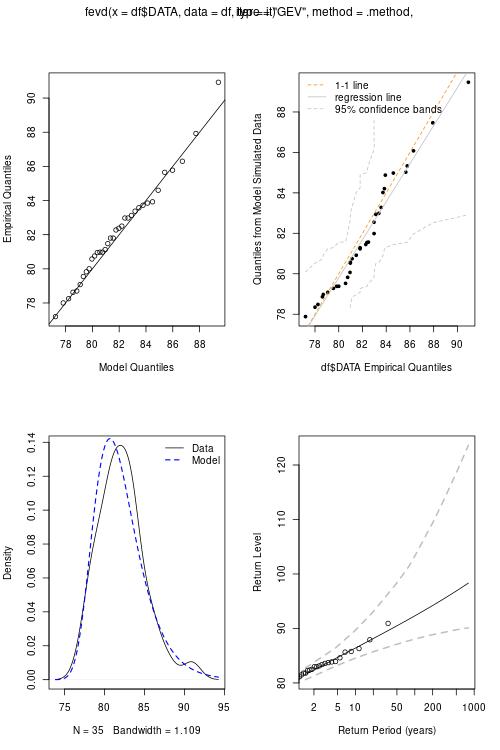 fevd(x = df$DATA, data = df, type = "GEV", method = .method,
Empirical Quantiles
78 80 82 84 86 88 90
78 80 82 84 86 88
Model Quantiles
1-1 line
regression line
95% confidence bands
Quantiles from Model Simulated Data
78 80 82 84 86 88
78 80 82 84 86 88 90
df$DATA Empirical Quantiles
Data
Model
Density
0.00 0.02 0.04 0.06 0.08 0.10 0.12 0.14
75 80 85 90 95
N = 35 Bandwidth = 1.109
Return Level
80 90 100 110 120
2 5 10 50 200 1000
Return Period (years)